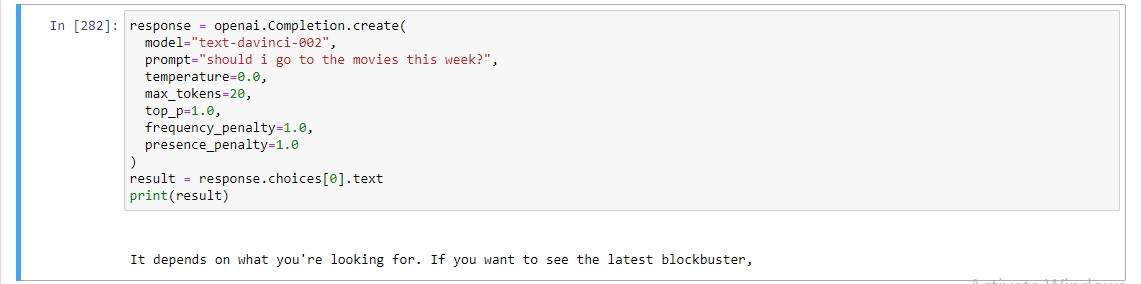 In [282]: response = openai.Completion.create(
model="text-davinci-002",
prompt="should i go to the movies this week?",
temperature=0.0,
max_tokens=20,
top_p=1.0,
frequency_penalty=1.0,
presence_penalty=1.0
)
result = response.choices[0].text
print(result)
It depends on what you're looking for. If you want to see the latest blockbuster,